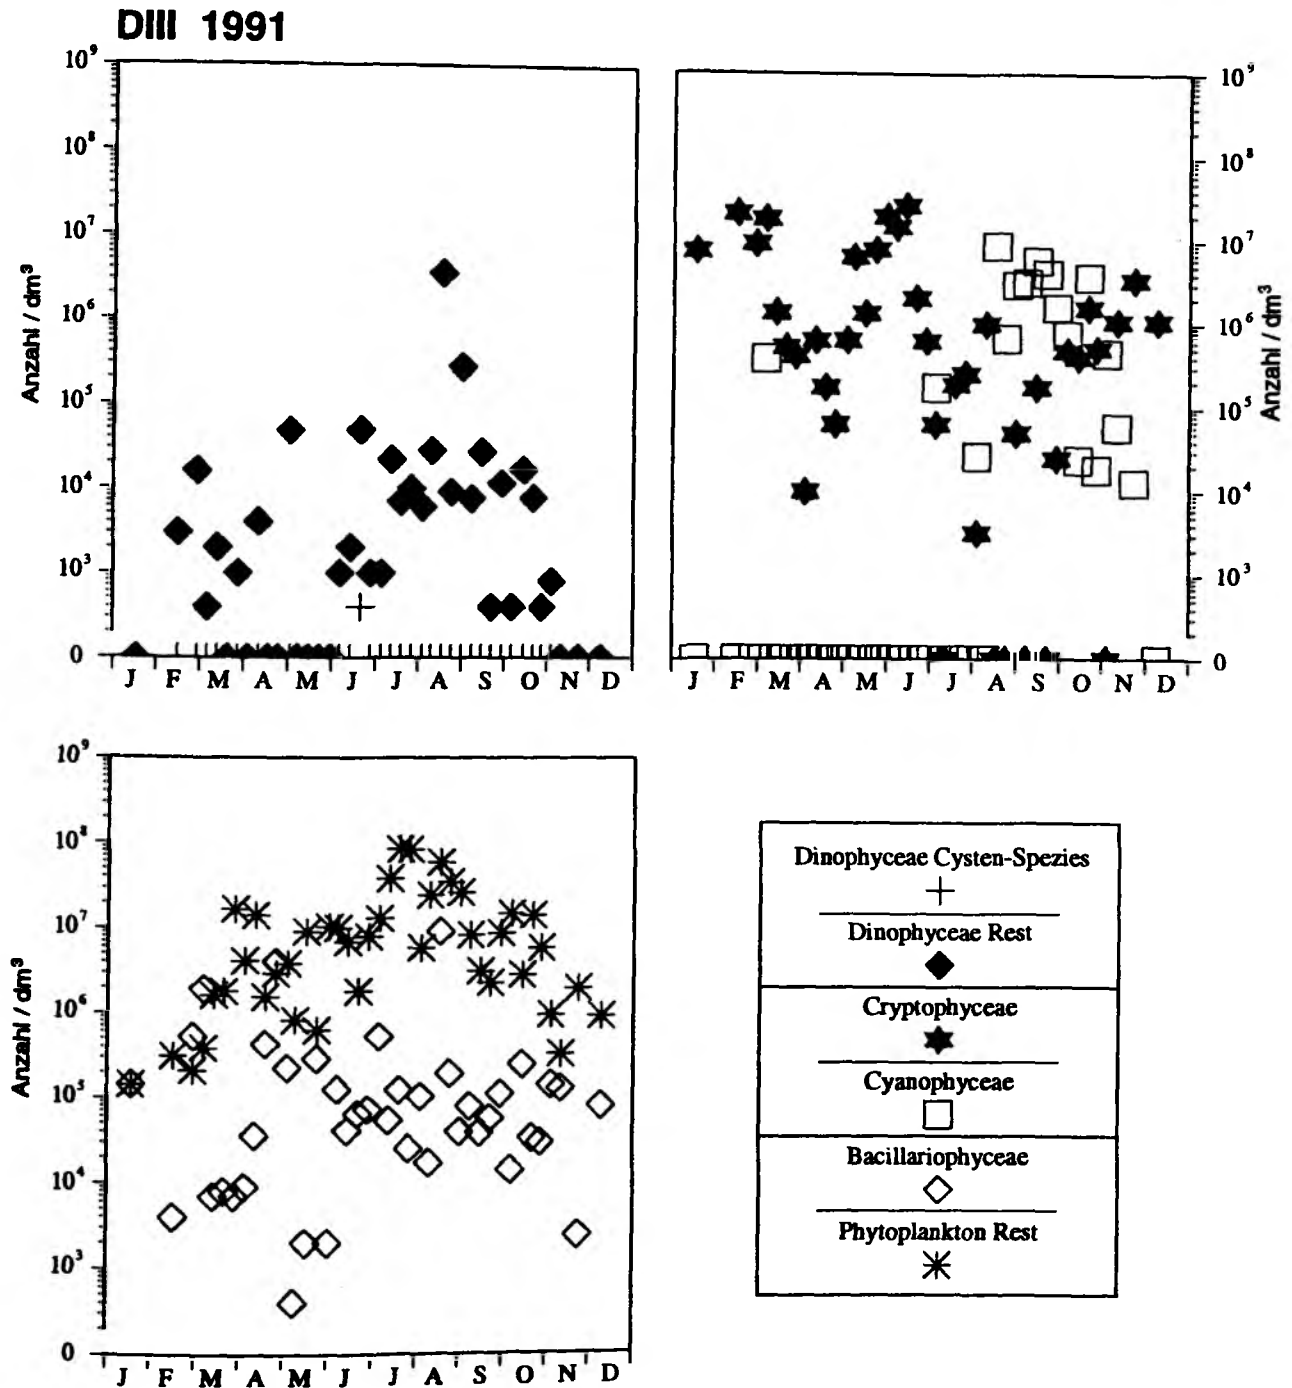 DIII 1991
10⁹
10⁸
10⁷
10⁶
10⁵
10⁴
10³
0
Anzahl / dm³
J F M A M J J A S O N D
10⁹
10⁸
10⁷
10⁶
10⁵
10⁴
10³
0
Anzahl / dm³
J F M A M J J A S O N D
10⁹
10⁸
10⁷
10⁶
10⁵
10⁴
10³
0
Anzahl / dm³
J F M A M J J A S O N D
Dinophyceae Cysten-Spezies
Dinophyceae Rest
Cryptophyceae
Cyanophyceae
Bacillariophyceae
Phytoplankton Rest